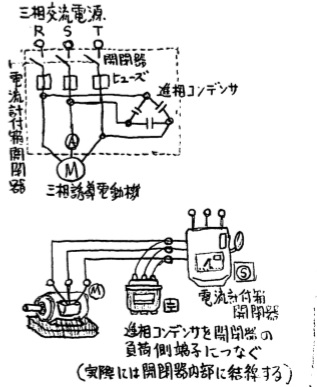 三相交流電源
R S T
開閉器
ヒューズ
進相コンデンサ
電流計付箱開閉器
A
M
三相誘導電動機
M
S
電流計付箱
開閉器
進相コンデンサを開閉器の
負荷側端子につなぐ
(実際には開閉器内部に結線する)